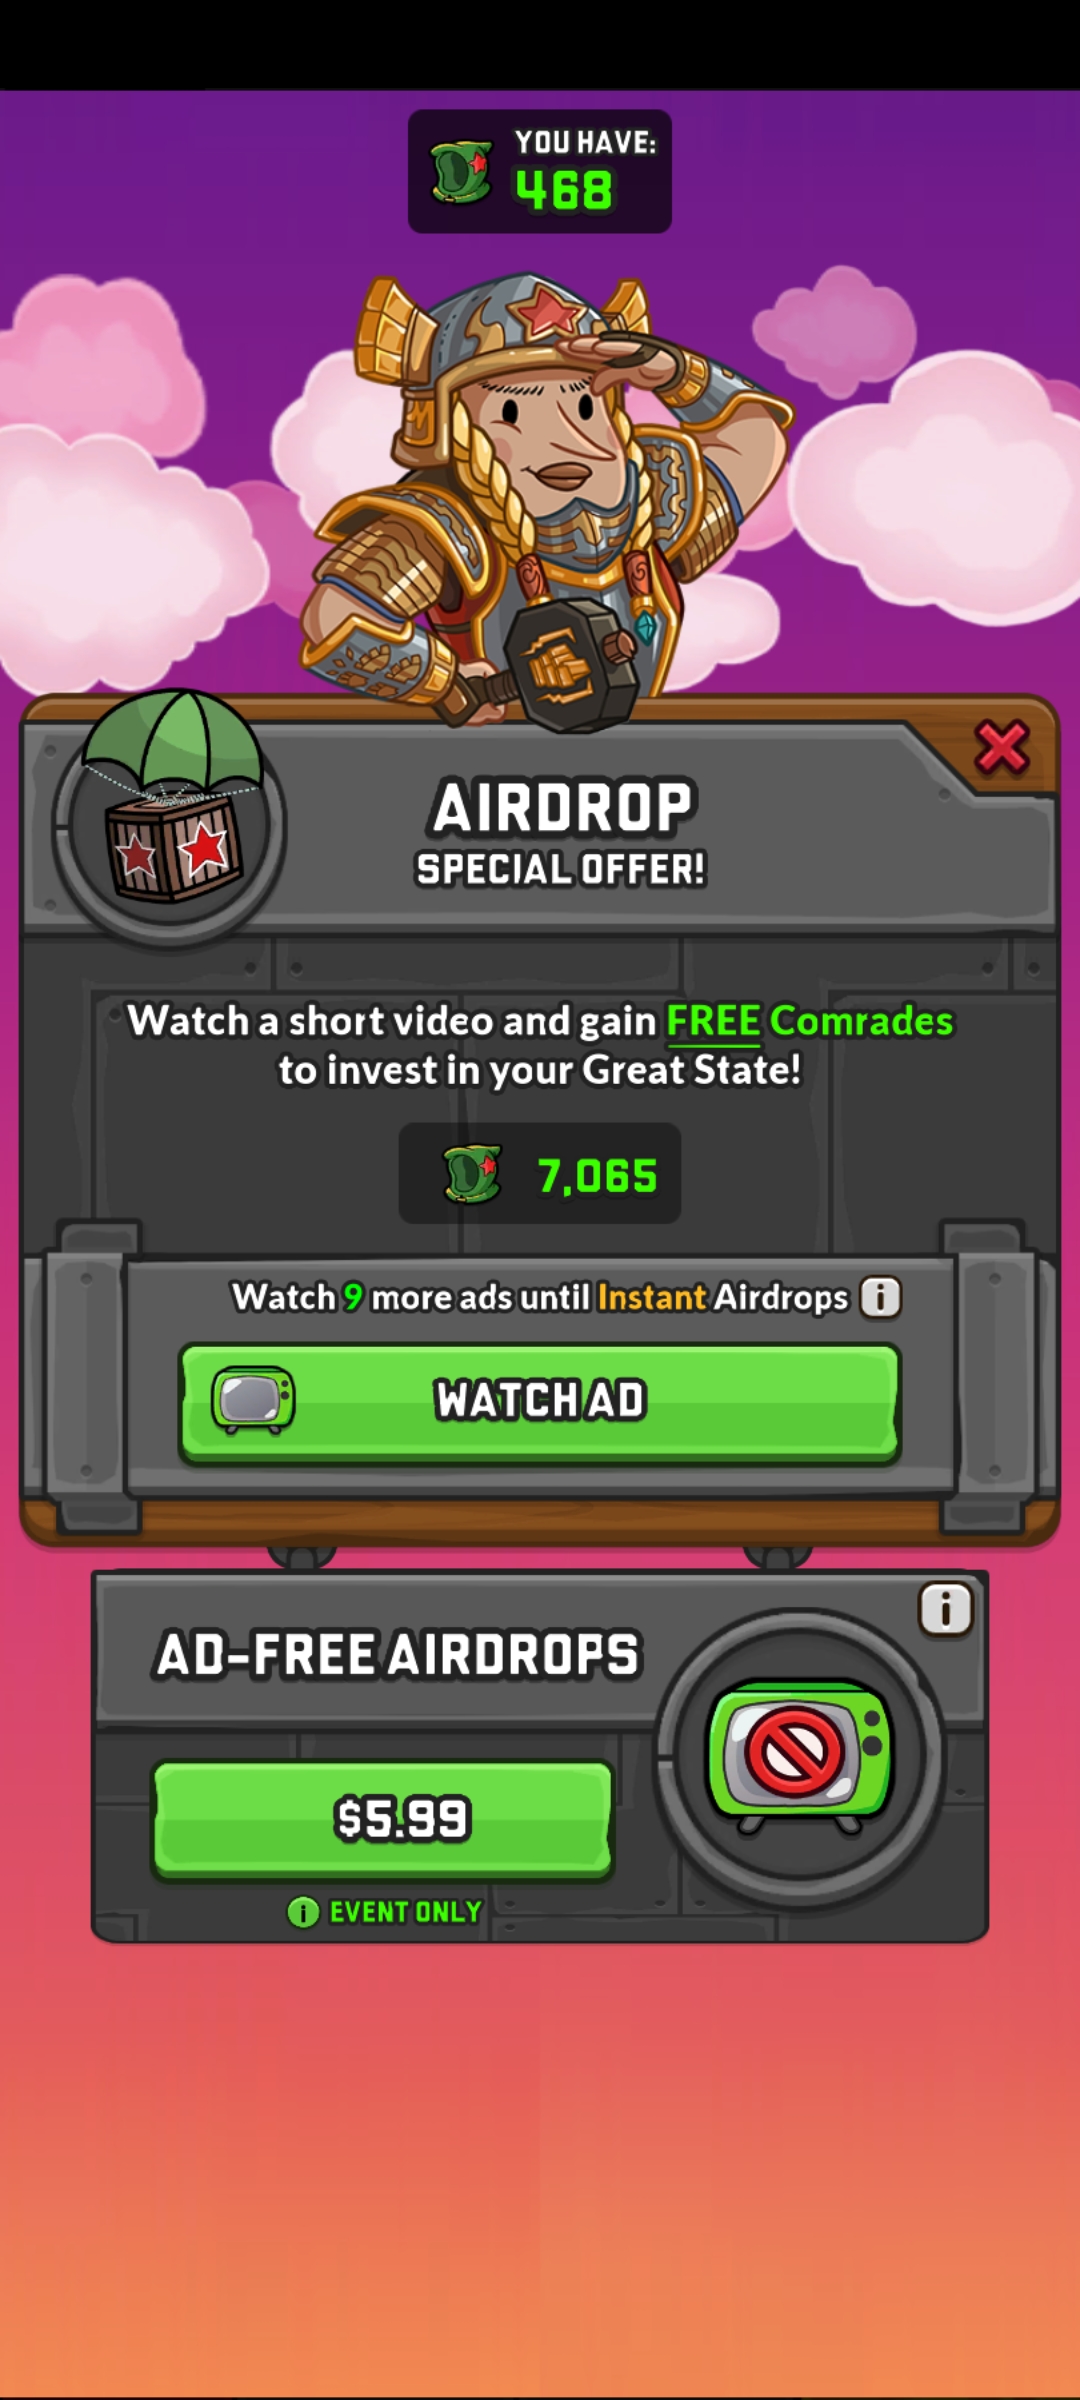 YOU HAVE:
468
AIRDROP
SPECIAL OFFER!
Watch a short video and gain FREE Comrades
to invest in your Great State!
7,065
Watch 9 more ads until Instant Airdrops i
WATCH AD
i
AD-FREE AIRDROPS
$5.99
i EVENT ONLY